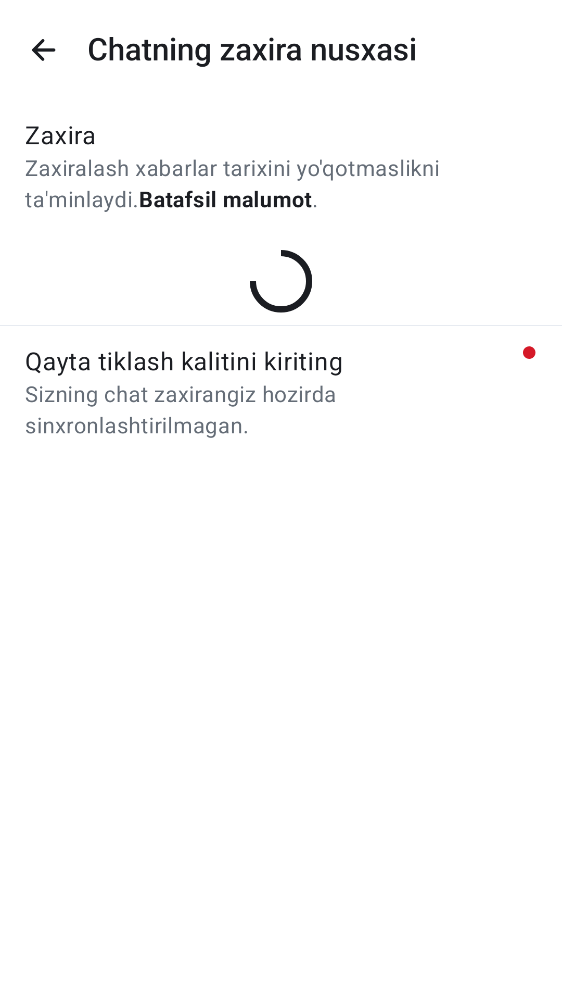 Chatning zaxira nusxasi
Zaxira
Zaxiralash xabarlar tarixini yo'qotmaslikni
ta'minlaydi.Batafsil malumot.
Qayta tiklash kalitini kiriting
Sizning chat zaxirangiz hozirda
sinxronlashtirilmagan.